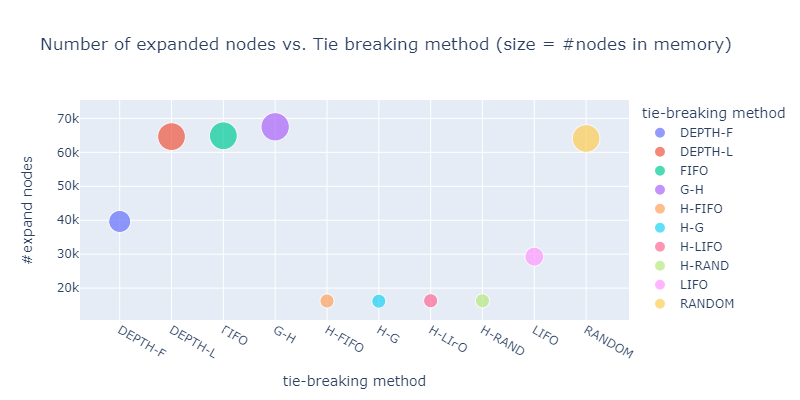 Number of expanded nodes vs. Tie breaking method (size = #nodes in memory)
#expand nodes
70k
60k
50k
40k
30k
20k
DEPTH-F
DEPTH-L
FIFO
G-H
H-FIFO
H-G
H-LIFO
H-RAND
LIFO
RANDOM
tie-breaking method
tie-breaking method
DEPTH-F
DEPTH-L
FIFO
G-H
H-FIFO
H-G
H-LIFO
H-RAND
LIFO
RANDOM